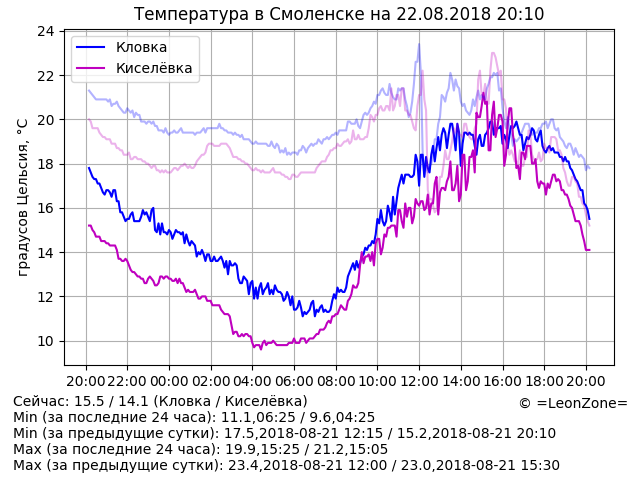 Температура в Смоленске на 22.08.2018 20:10
Кловка
Киселёвка
градусов Цельсия, °C
24
22
20
18
16
14
12
10
20:00 22:00 00:00 02:00 04:00 06:00 08:00 10:00 12:00 14:00 16:00 18:00 20:00
Сейчас: 15.5 / 14.1 (Кловка / Киселёвка)
© =LeonZone=
Min (за последние 24 часа): 11.1,06:25 / 9.6,04:25
Min (за предыдущие сутки): 17.5,2018-08-21 12:15 / 15.2,2018-08-21 20:10
Max (за последние 24 часа): 19.9,15:25 / 21.2,15:05
Max (за предыдущие сутки): 23.4,2018-08-21 12:00 / 23.0,2018-08-21 15:30